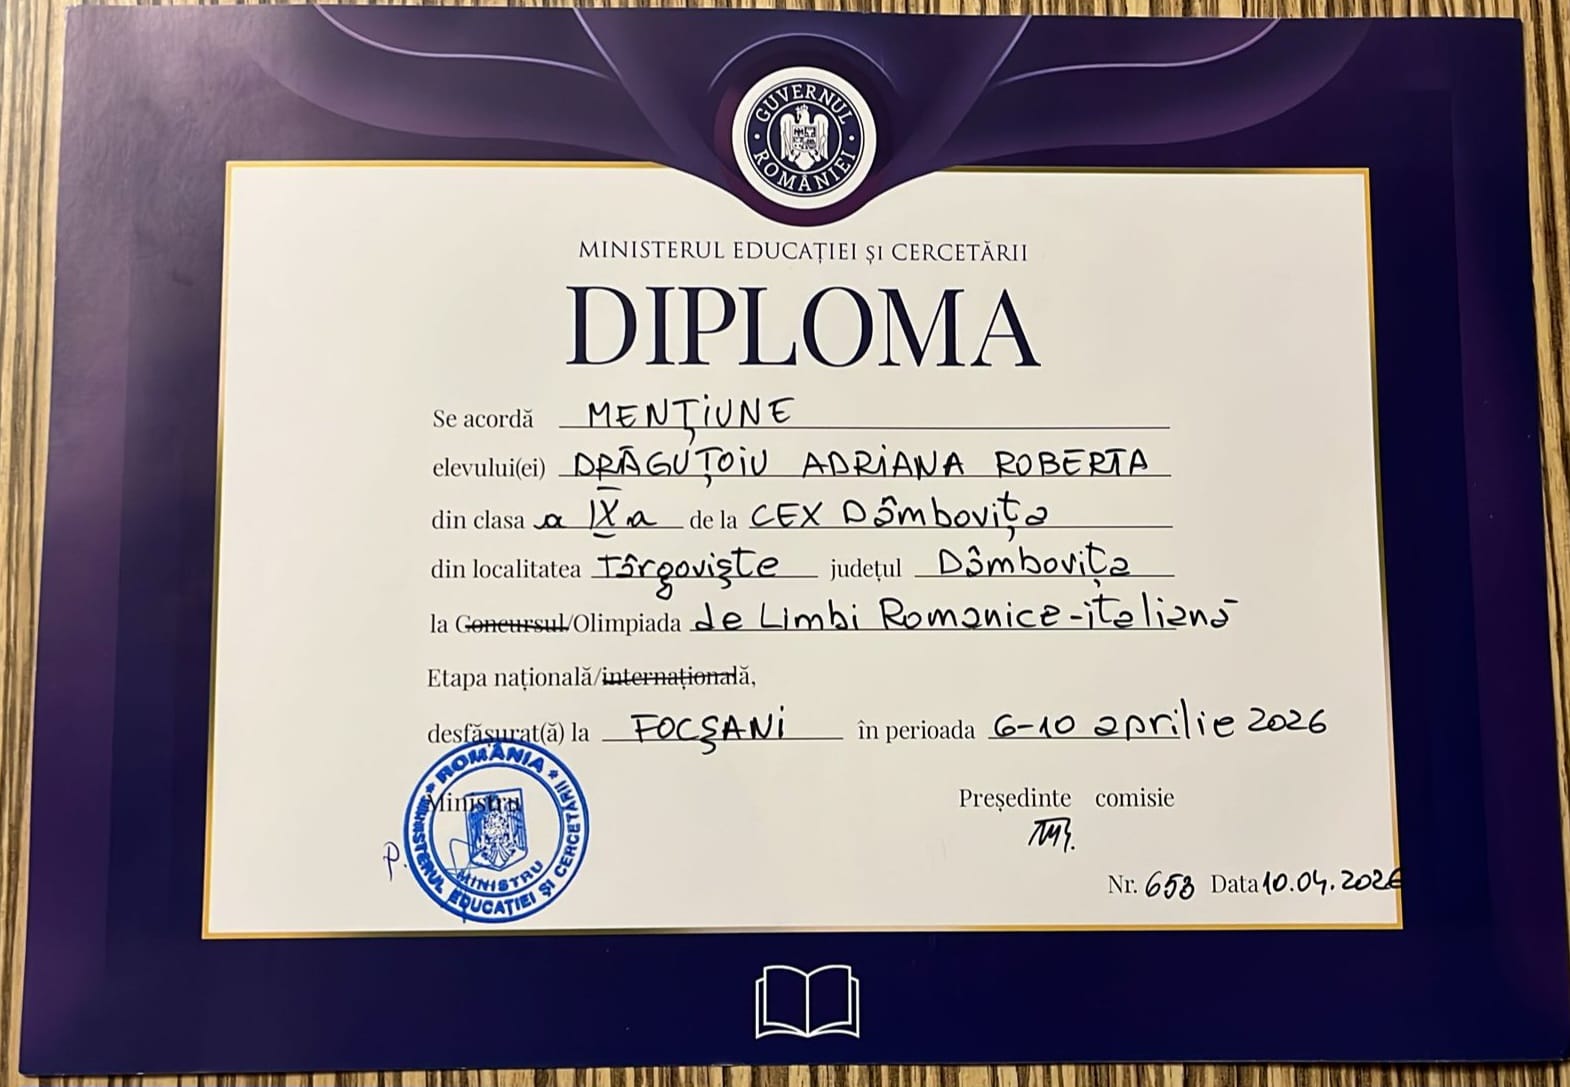 GUVERNUL ROMÂNIEI
MINISTERUL EDUCAȚIEI ȘI CERCETĂRII
DIPLOMA
Se acordă MENȚIUNE
elevului(ei) DRĂGUȚOIU ADRIANA ROBERTA
din clasa a IX a de la CEX Dâmbovița
din localitatea Târgoviște județul Dâmbovița
la Concursul/Olimpiada de Limbi Romanice-italiană
Etapa națională/internațională,
desfășurat(ă) la FOCȘANI în perioada 6-10 aprilie 2026
Ministru
Președinte comisie
P.
* ROMÂNIA *
MINISTERUL EDUCAȚIEI ȘI CERCETĂRII
MINISTRU
Nr. 653 Data 10.04.2026